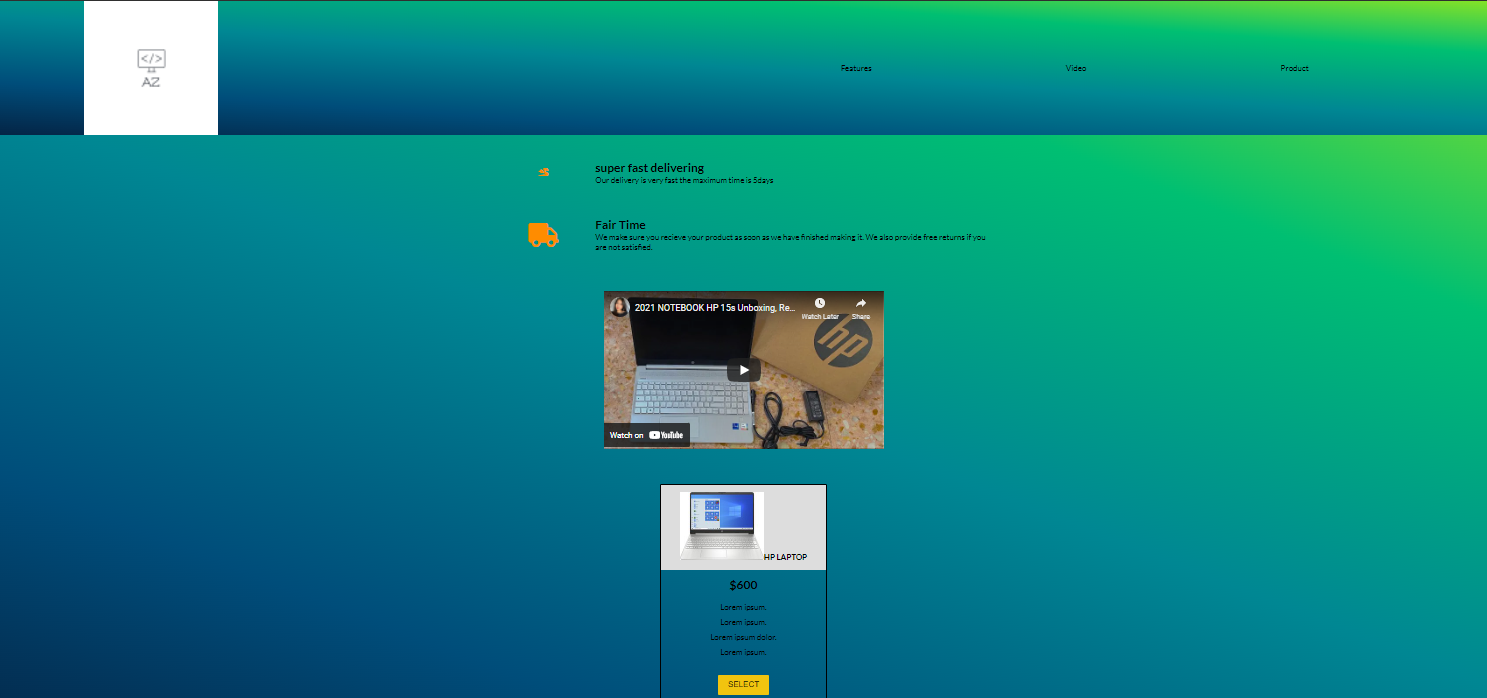 </>
AZ
Features Video Product
super fast delivering
Our delivery is very fast the maximum time is 5days
Fair Time
We make sure you recieve your product as soon as we have finished making it. We also provide free returns if you
are not satisfied.
2021 NOTEBOOK HP 15s Unboxing, Re...
Watch Later Share
hp
Watch on YouTube
HP LAPTOP
$600
Lorem ipsum.
Lorem ipsum.
Lorem ipsum dolor.
Lorem ipsum.
SELECT